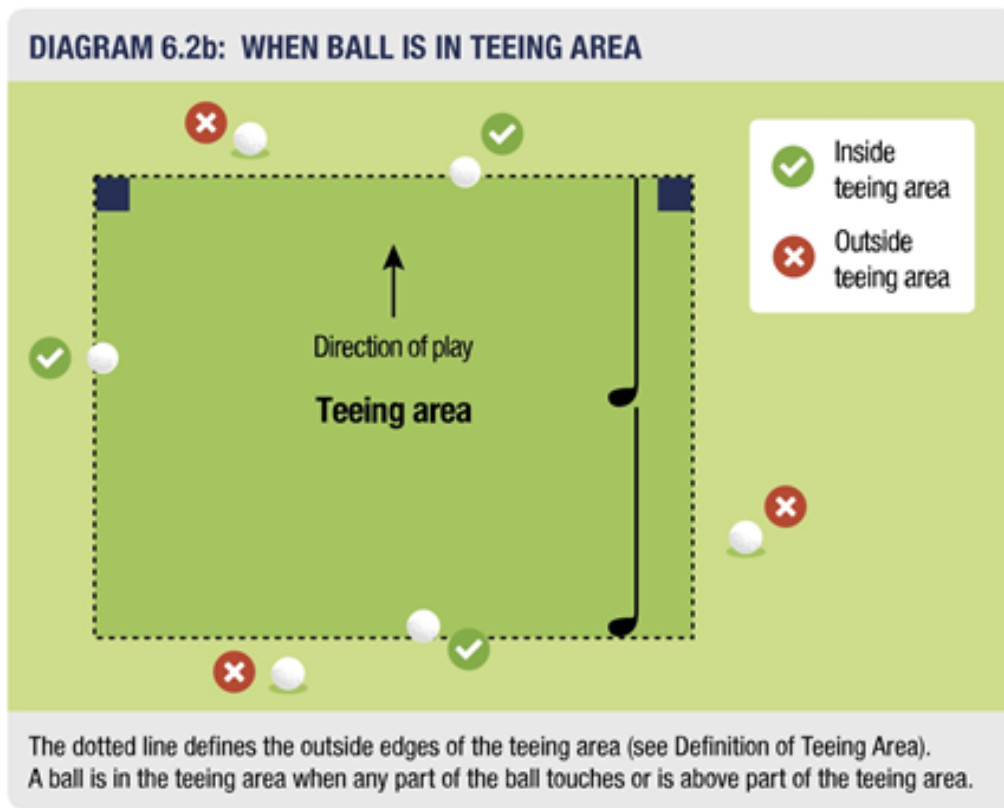 DIAGRAM 6.2b: WHEN BALL IS IN TEEING AREA
Inside
teeing area
Outside
teeing area
Direction of play
Teeing area
The dotted line defines the outside edges of the teeing area (see Definition of Teeing Area).
A ball is in the teeing area when any part of the ball touches or is above part of the teeing area.